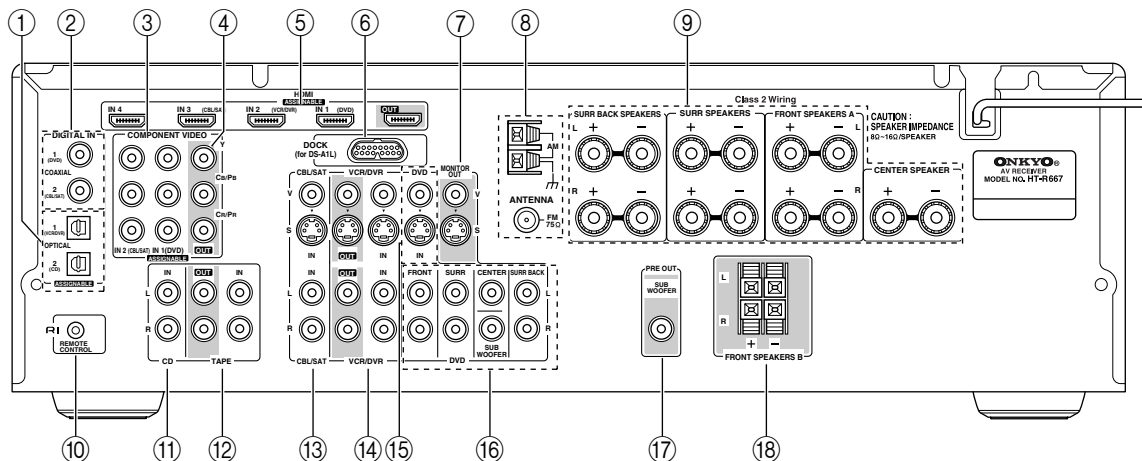 ① ② ③ ④ ⑤ ⑥ ⑦ ⑧ ⑨
HDMI
ASSIGNABLE
IN 4 IN 3 (CBL/SAT) IN 2 (VCR/DVR) IN 1 (DVD) OUT
DIGITAL IN
1
(DVD)
COAXIAL
2
(CBL/SAT)
1
(VCR/DVR)
OPTICAL
2
(CD)
ASSIGNABLE
COMPONENT VIDEO
Y
CB/PB
CR/PR
IN 2 (CBL/SAT) IN 1 (DVD) OUT
ASSIGNABLE
DOCK
(for DS-A1L)
CBL/SAT VCR/DVR DVD MONITOR OUT
V V
S S
IN OUT IN IN
AM
ANTENNA
FM
75Ω
Class 2 Wiring
SURR BACK SPEAKERS SURR SPEAKERS FRONT SPEAKERS A
L + − + − + − L
R + − + − + − R
CAUTION :
SPEAKER IMPEDANCE
8Ω~16Ω/SPEAKER
CENTER SPEAKER
+ −
ONKYO
AV RECEIVER
MODEL NO. HT-R667
RI
REMOTE
CONTROL
IN OUT IN
L
R
CD TAPE
IN OUT IN FRONT SURR CENTER SURR BACK
L L
R R
SUB
WOOFER
CBL/SAT VCR/DVR DVD
PRE OUT
SUB
WOOFER
L
R
+ −
FRONT SPEAKERS B
⑩ ⑪ ⑫ ⑬ ⑭ ⑮ ⑯ ⑰ ⑱